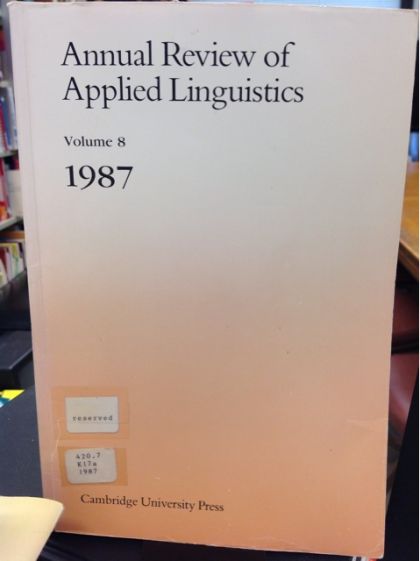 Annual Review of
Applied Linguistics
Volume 8
1987
reserved
420.7
K17a
1987
Cambridge University Press